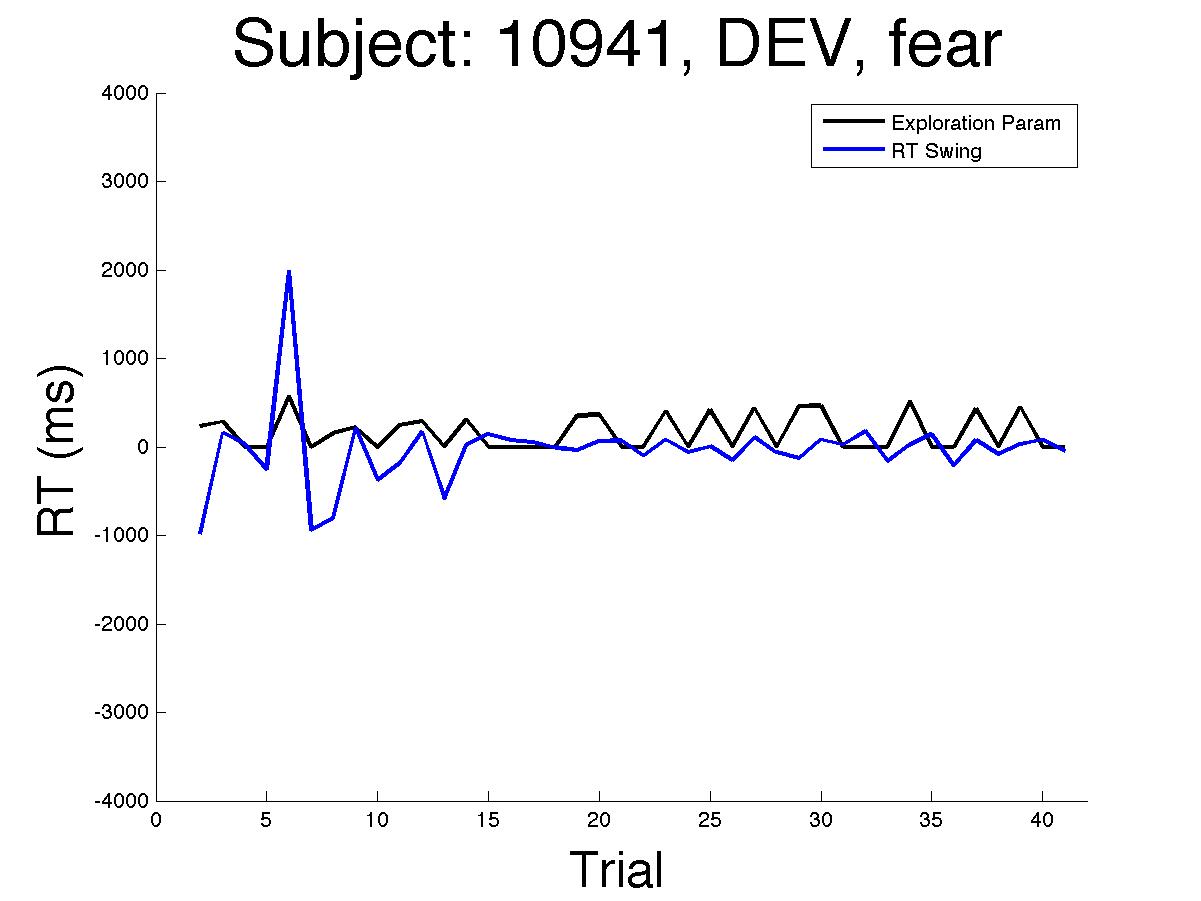 Subject: 10941, DEV, fear
4000
3000
2000
1000
0
-1000
-2000
-3000
-4000
RT (ms)
Exploration Param
RT Swing
0 5 10 15 20 25 30 35 40
Trial